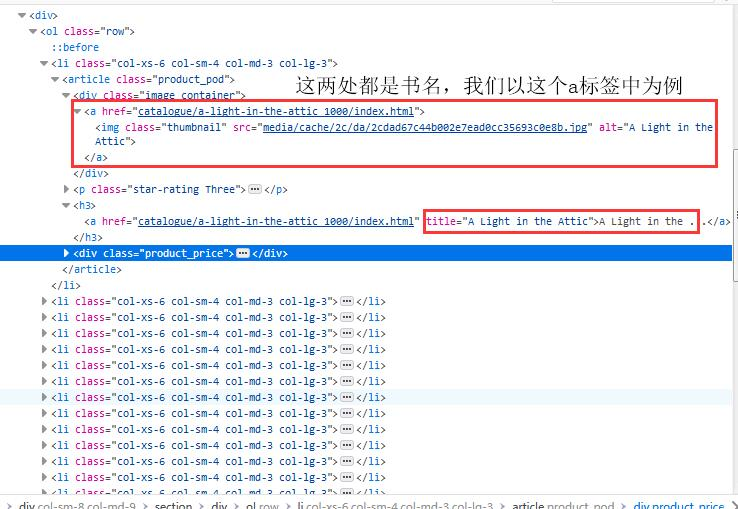 <div>
<ol class="row">
::before
<li class="col-xs-6 col-sm-4 col-md-3 col-lg-3">
<article class="product_pod">
这两处都是书名，我们以这个a标签中为例
<div class="image_container">
<a href="catalogue/a-light-in-the-attic_1000/index.html">
<img class="thumbnail" src="media/cache/2c/da/2cdad67c44b002e7ead0cc35693c0e8b.jpg" alt="A Light in the
Attic">
</a>
</div>
<p class="star-rating Three"> ... </p>
<h3>
<a href="catalogue/a-light-in-the-attic_1000/index.html" title="A Light in the Attic">A Light in the ...</a>
</h3>
<div class="product_price"> ... </div>
</article>
</li>
<li class="col-xs-6 col-sm-4 col-md-3 col-lg-3"> ... </li>
<li class="col-xs-6 col-sm-4 col-md-3 col-lg-3"> ... </li>
<li class="col-xs-6 col-sm-4 col-md-3 col-lg-3"> ... </li>
<li class="col-xs-6 col-sm-4 col-md-3 col-lg-3"> ... </li>
<li class="col-xs-6 col-sm-4 col-md-3 col-lg-3"> ... </li>
<li class="col-xs-6 col-sm-4 col-md-3 col-lg-3"> ... </li>
<li class="col-xs-6 col-sm-4 col-md-3 col-lg-3"> ... </li>
<li class="col-xs-6 col-sm-4 col-md-3 col-lg-3"> ... </li>
<li class="col-xs-6 col-sm-4 col-md-3 col-lg-3"> ... </li>
<li class="col-xs-6 col-sm-4 col-md-3 col-lg-3"> ... </li>
<li class="col-xs-6 col-sm-4 col-md-3 col-lg-3"> ... </li>
<li class="col-xs-6 col-sm-4 col-md-3 col-lg-3"> ... </li>
div.col-sm-8.col-md-9 > section > div > ol.row > li.col-xs-6.col-sm-4.col-md-3.col-lg-3 > article.product_pod > div.product_price